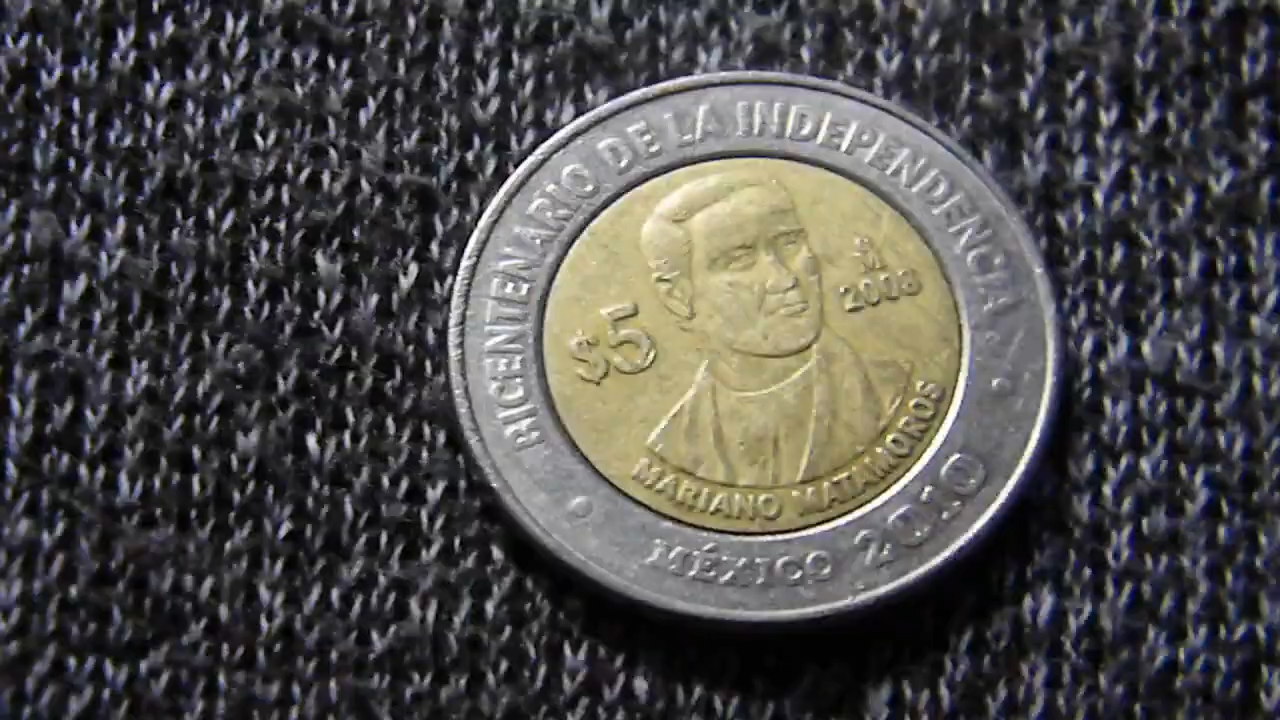 BICENTENARIO DE LA INDEPENDENCIA
$5
M
2008
MARIANO MATAMOROS
MÉXICO 2010